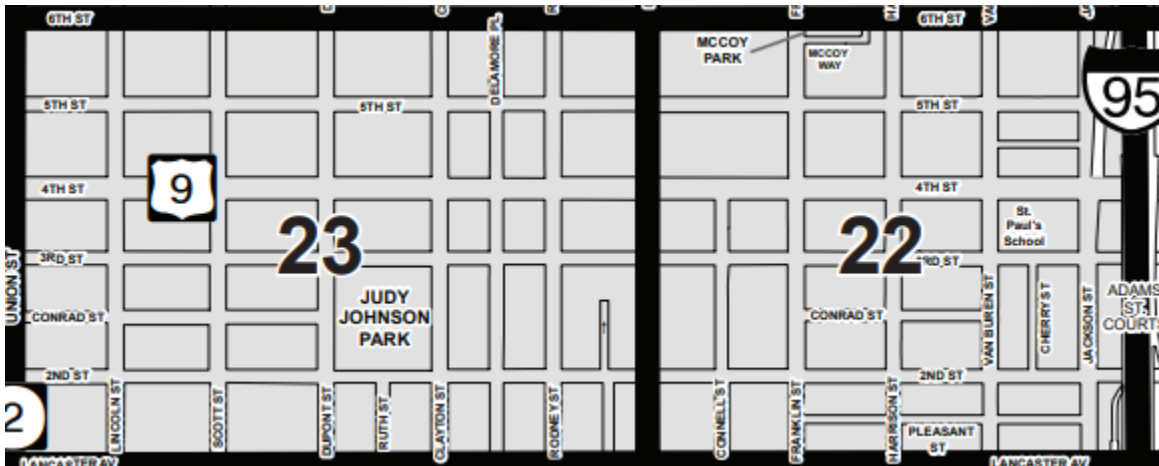 6TH ST
6TH ST
DELAMORE PL
MCCOY
PARK
MCCOY
WAY
95
5TH ST
5TH ST
5TH ST
9
4TH ST
4TH ST
23
22
St.
Paul's
School
3RD ST
RD ST
UNION ST
JUDY
JOHNSON
PARK
CONRAD ST
CONRAD ST
VAN BUREN ST
CHERRY ST
JACKSON ST
ADAMS
ST.
COURTS
2ND ST
2ND ST
2
LINCOLN ST
SCOTT ST
DUPONT ST
RUTH ST
CLAYTON ST
RODNEY ST
CONNELL ST
FRANKLIN ST
HARRISON ST
PLEASANT
ST
LANCASTER AV
LANCASTER AV